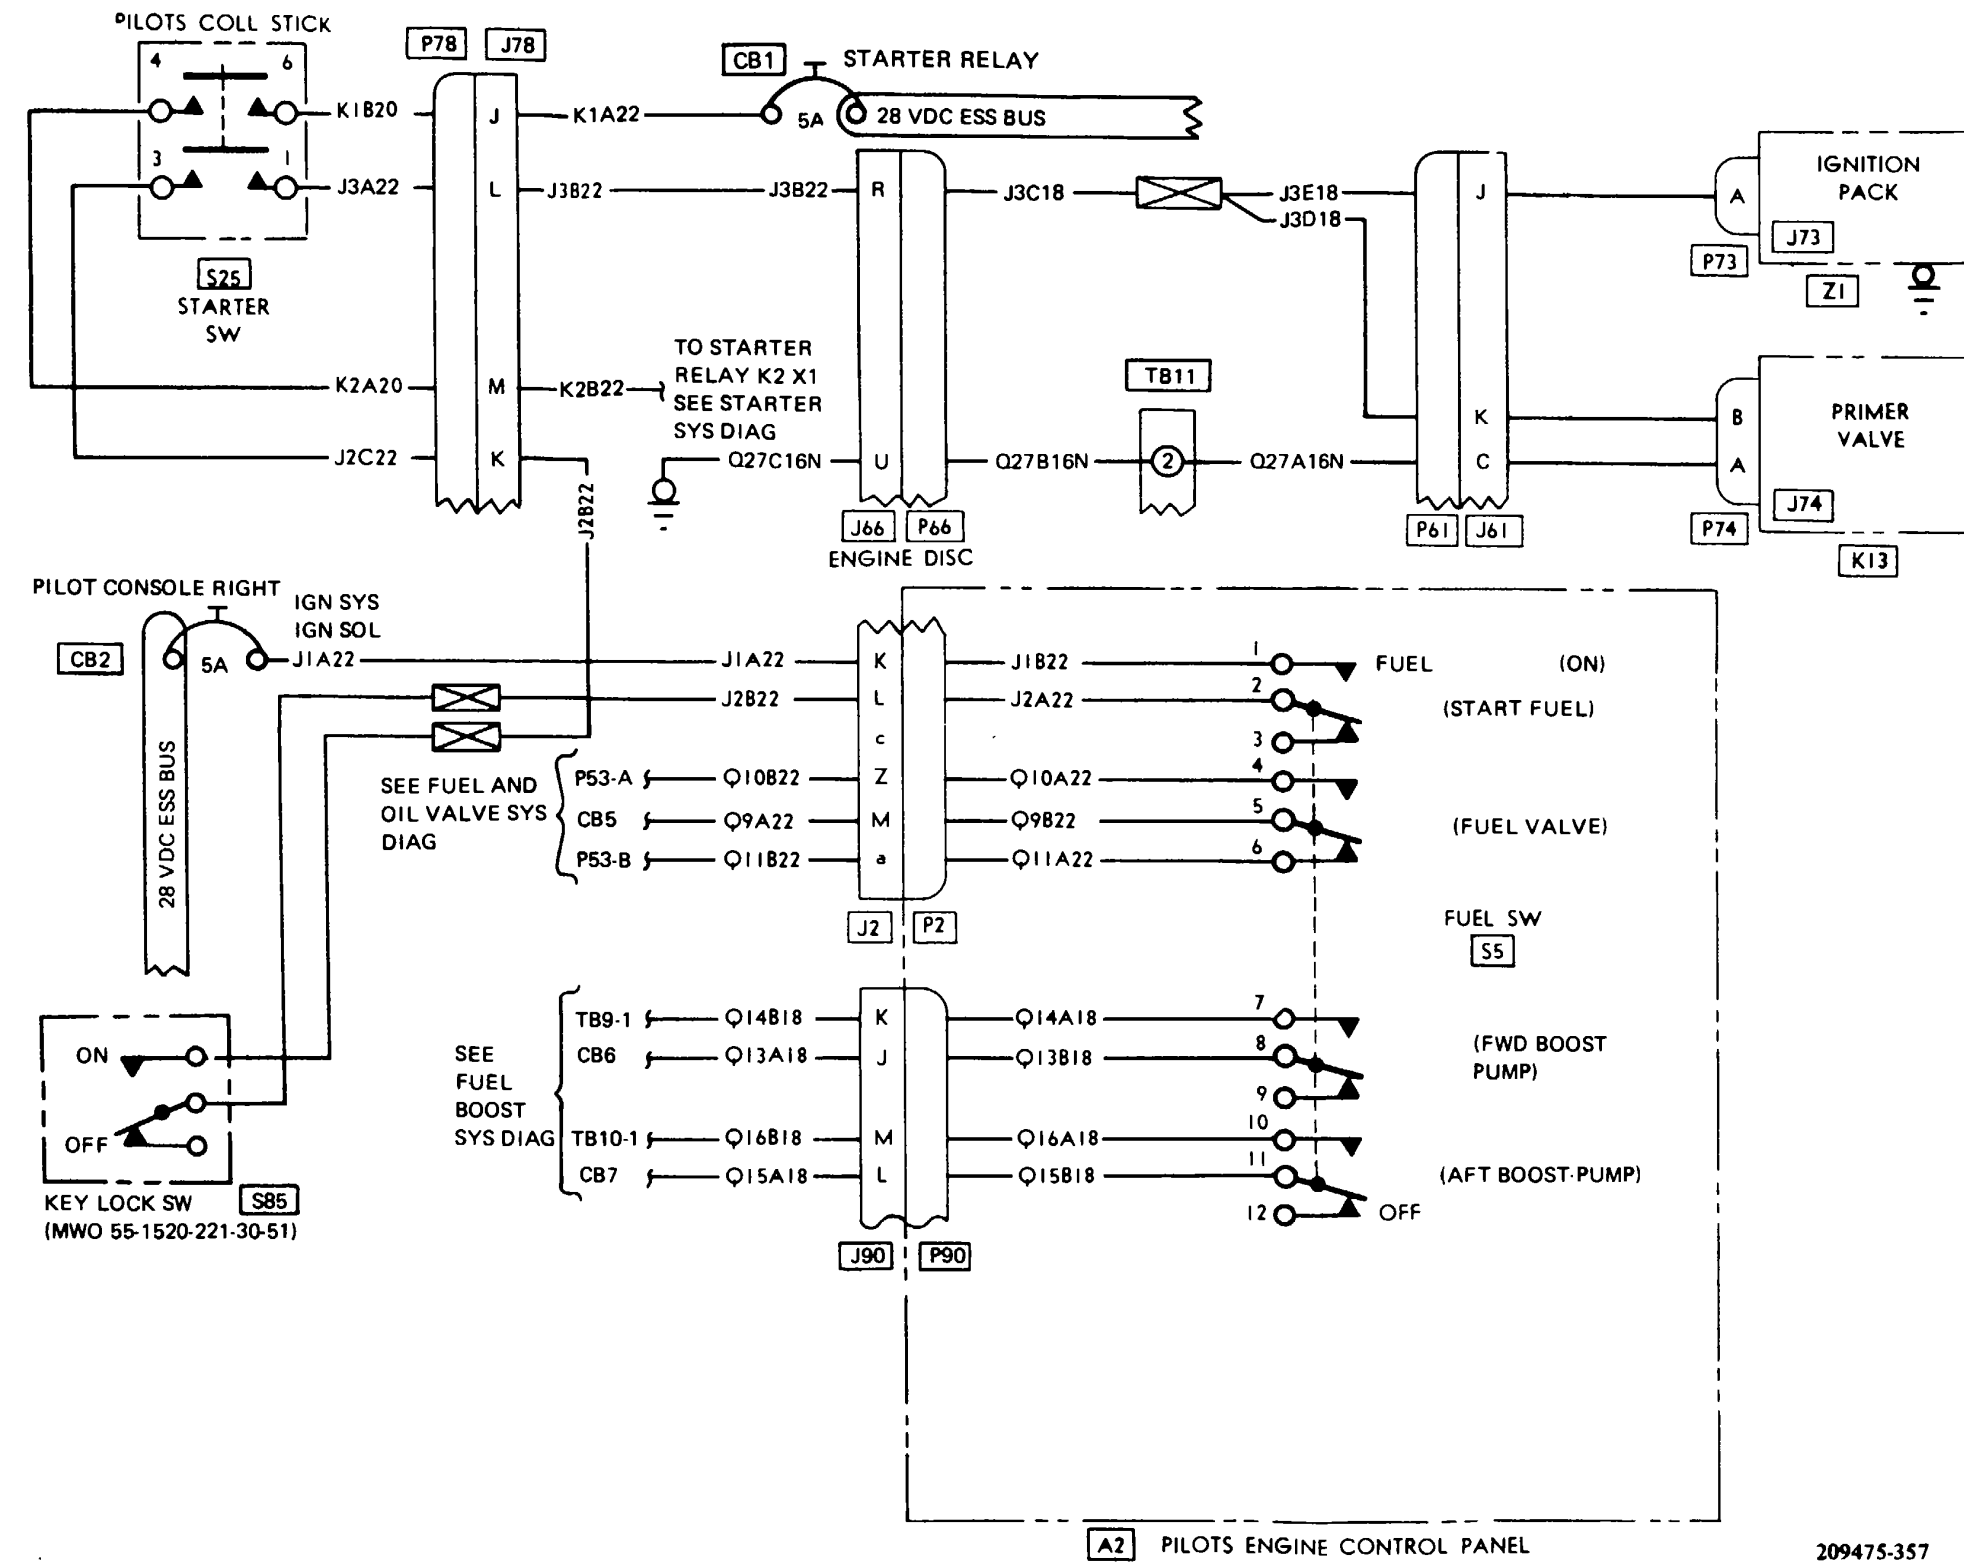 PILOTS COLL STICK
4 6
3 1
S25
STARTER
SW
K1B20
J3A22
K2A20
J2C22
P78 J78
J
L
M
K
K1A22
CB1 STARTER RELAY
5A
28 VDC ESS BUS
J3B22 J3B22
K2B22
TO STARTER
RELAY K2 X1
SEE STARTER
SYS DIAG
Q27C16N
J2B22
R
U
J66 P66
ENGINE DISC
J3C18
J3E18
J3D18
TB11
Q27B16N
2
Q27A16N
J
K
C
P61 J61
A
IGNITION
PACK
J73
P73
Z1
B
A
PRIMER
VALVE
J74
P74
K13
PILOT CONSOLE RIGHT
IGN SYS
IGN SOL
CB2
5A
J1A22
28 VDC ESS BUS
J1A22
J2B22
SEE FUEL AND
OIL VALVE SYS
DIAG
P53-A Q10B22
CB5 Q9A22
P53-B Q11B22
K
L
c
Z
M
a
J2 P2
J1B22
J2A22
Q10A22
Q9B22
Q11A22
1 FUEL (ON)
2 (START FUEL)
3
4
5 (FUEL VALVE)
6
FUEL SW
S5
ON
OFF
KEY LOCK SW S85
(MWO 55-1520-221-30-51)
SEE
FUEL
BOOST
SYS DIAG
TB9-1 Q14B18
CB6 Q13A18
TB10-1 Q16B18
CB7 Q15A18
K
J
M
L
J90 P90
Q14A18
Q13B18
Q16A18
Q15B18
7
8 (FWD BOOST
PUMP)
9
10
11 (AFT BOOST·PUMP)
12 OFF
A2 PILOTS ENGINE CONTROL PANEL
209475-357